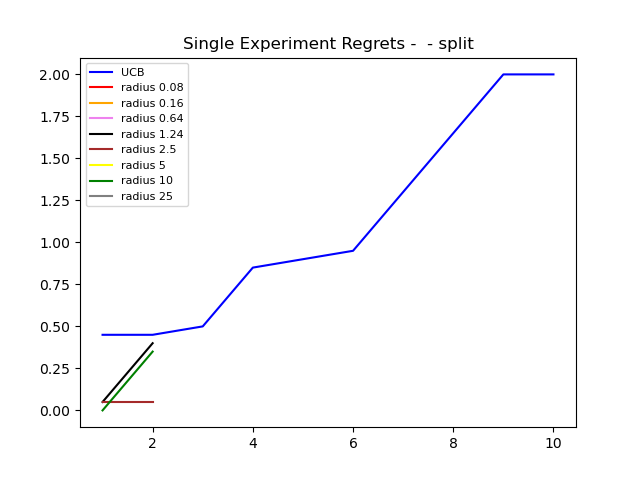 Single Experiment Regrets -  - split
UCB
radius 0.08
radius 0.16
radius 0.64
radius 1.24
radius 2.5
radius 5
radius 10
radius 25
2.00
1.75
1.50
1.25
1.00
0.75
0.50
0.25
0.00
2 4 6 8 10